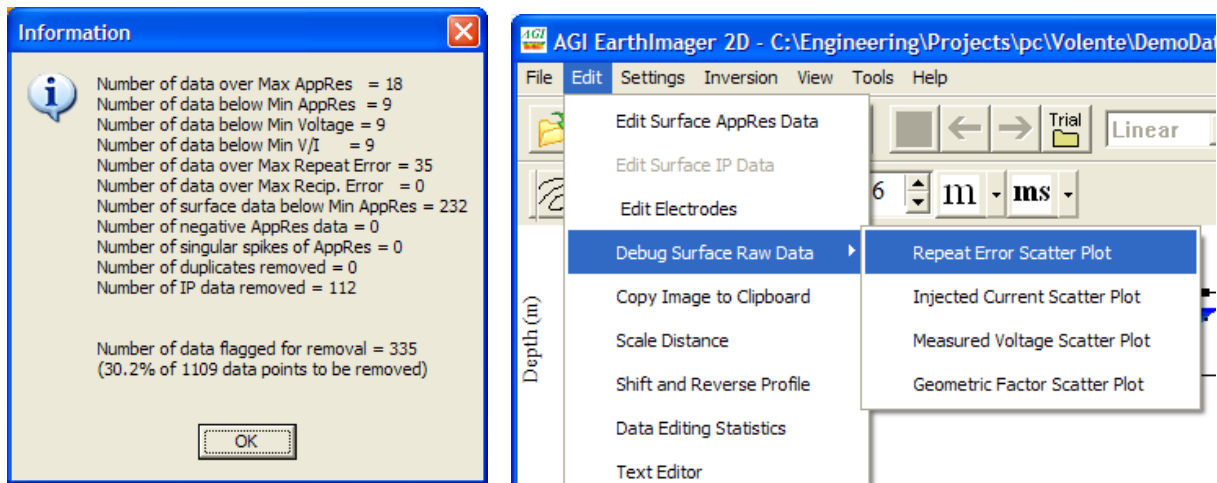 Information
Number of data over Max AppRes = 18
Number of data below Min AppRes = 9
Number of data below Min Voltage = 9
Number of data below Min V/I = 9
Number of data over Max Repeat Error = 35
Number of data over Max Recip. Error = 0
Number of surface data below Min AppRes = 232
Number of negative AppRes data = 0
Number of singular spikes of AppRes = 0
Number of duplicates removed = 0
Number of IP data removed = 112
Number of data flagged for removal = 335
(30.2% of 1109 data points to be removed)
OK
AGI EarthImager 2D - C:\Engineering\Projects\pc\Volente\DemoDat
File Edit Settings Inversion View Tools Help
Trial Linear
6 m ms
Depth (m)
Edit Surface AppRes Data
Edit Surface IP Data
Edit Electrodes
Debug Surface Raw Data
Copy Image to Clipboard
Scale Distance
Shift and Reverse Profile
Data Editing Statistics
Text Editor
Repeat Error Scatter Plot
Injected Current Scatter Plot
Measured Voltage Scatter Plot
Geometric Factor Scatter Plot